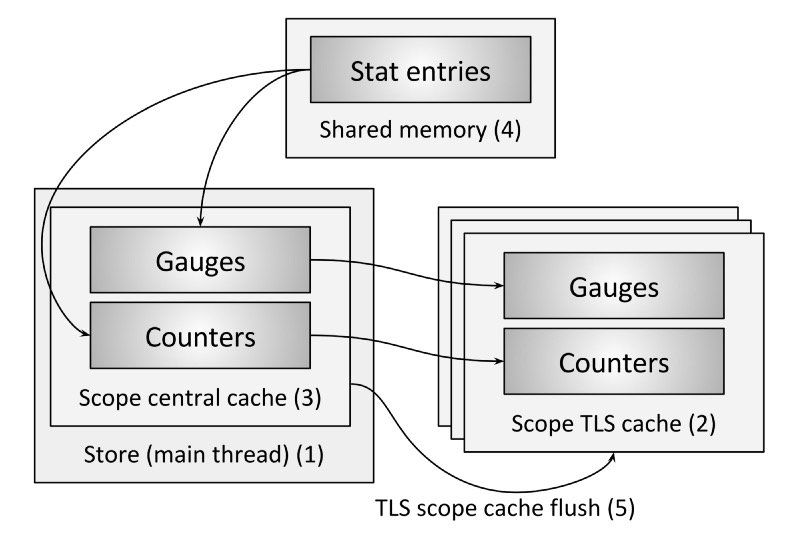 Stat entries
Shared memory (4)
Gauges
Counters
Scope central cache (3)
Store (main thread) (1)
Gauges
Counters
Scope TLS cache (2)
TLS scope cache flush (5)